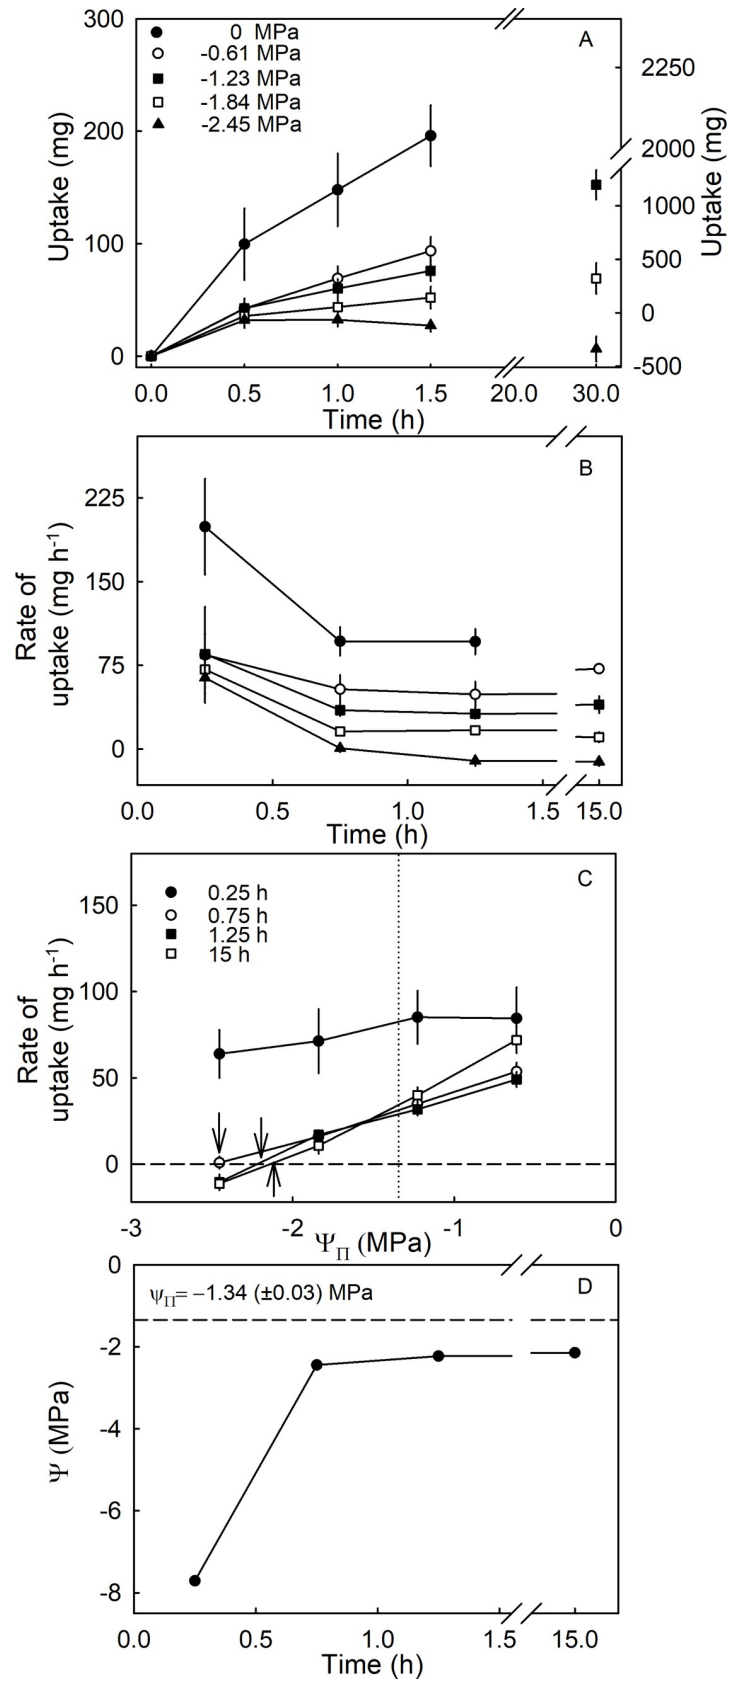 300
0 MPa
A
-0.61 MPa
2250
-1.23 MPa
-1.84 MPa
-2.45 MPa
200
2000
Uptake (mg)
Uptake (mg)
1000
100
500
0
0
-500
0.0 0.5 1.0 1.5 20.0 30.0
Time (h)
B
225
150
Rate of
uptake (mg h-1)
75
0
0.0 0.5 1.0 1.5 15.0
Time (h)
C
0.25 h
150
0.75 h
1.25 h
15 h
Rate of
uptake (mg h-1)
100
50
0
-3 -2 -1 0
ΨΠ (MPa)
0
D
ψΠ= −1.34 (±0.03) MPa
-2
Ψ (MPa)
-4
-6
-8
0.0 0.5 1.0 1.5 15.0
Time (h)